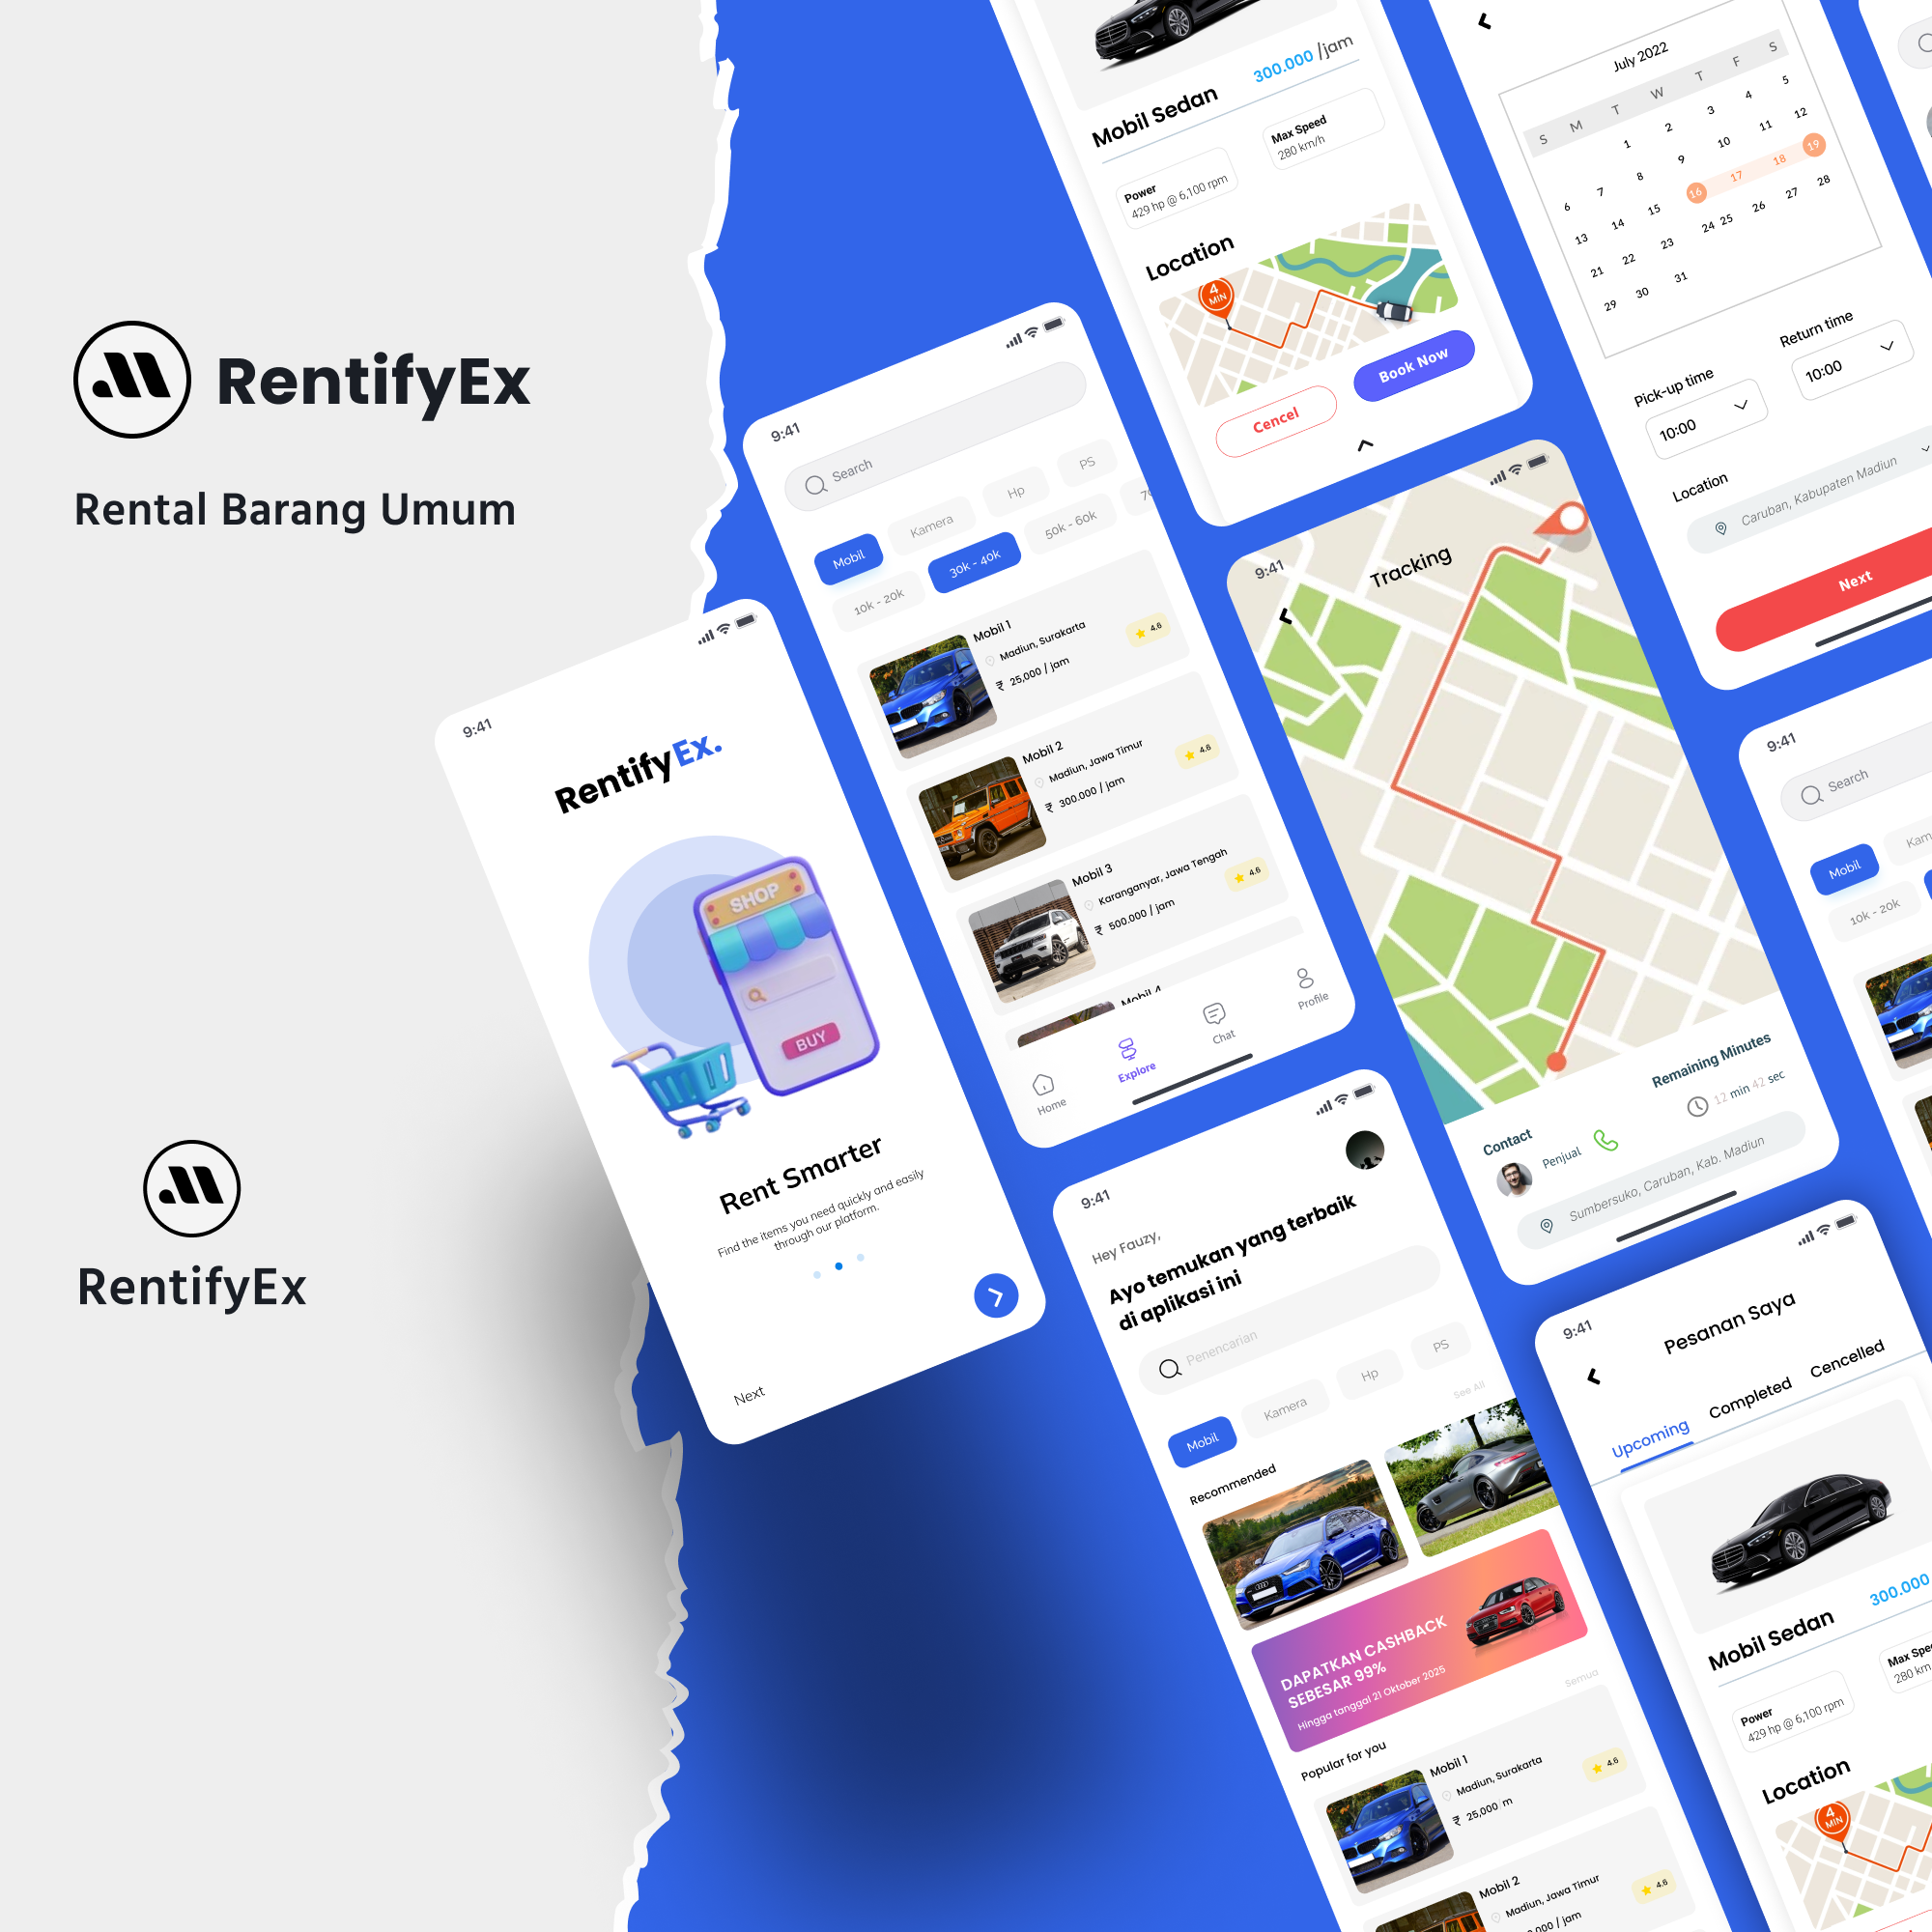 RentifyEx
Rental Barang Umum
RentifyEx
9:41
RentifyEx.
SHOP
BUY
Rent Smarter
Find the items you need quickly and easily
through our platform.
Next
9:41
Search
Mobil
Kamera
Hp
PS
10k - 20k
30k - 40k
50k - 60k
Mobil 1
Madiun, Surakarta
₹ 25,000 / jam
4.6
Mobil 2
Madiun, Jawa Timur
₹ 300.000 / jam
4.6
Mobil 3
Karanganyar, Jawa Tengah
₹ 500.000 / jam
4.6
Mobil 4
Home
Explore
Chat
Profile
Mobil Sedan
300.000 /jam
Power
429 hp @ 6,100 rpm
Max Speed
280 km/h
Location
4
MIN
Cencel
Book Now
July 2022
S M T W T F S
1 2 3 4 5
6 7 8 9 10 11 12
13 14 15 16 17 18 19
21 22 23 24 25 26 27 28
29 30 31
Pick-up time
10:00
Return time
10:00
Location
Caruban, Kabupaten Madiun
Next
9:41
Tracking
Remaining Minutes
12 min 42 sec
Contact
Penjual
Sumbersuko, Caruban, Kab. Madiun
9:41
Search
Mobil
Kam
10k - 20k
9:41
Hey Fauzy,
Ayo temukan yang terbaik
di aplikasi ini
Penencarian
Mobil
Kamera
Hp
PS
See All
Recommended
DAPATKAN CASHBACK
SEBESAR 99%
Hingga tanggal 21 Oktober 2025
Semua
Popular for you
Mobil 1
Madiun, Surakarta
₹ 25,000 m
4.6
Mobil 2
Madiun, Jawa Timur
/ jam
4.6
9:41
Pesanan Saya
Upcoming
Completed
Cencelled
Mobil Sedan
300.000
Power
429 hp @ 6,100 rpm
Max Spe
280 km
Location
4
MIN